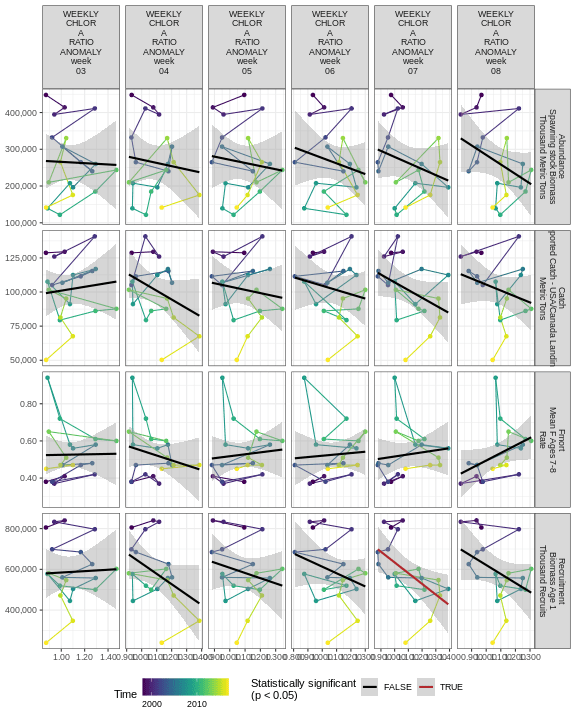 WEEKLY CHLOR A RATIO ANOMALY week 03
WEEKLY CHLOR A RATIO ANOMALY week 04
WEEKLY CHLOR A RATIO ANOMALY week 05
WEEKLY CHLOR A RATIO ANOMALY week 06
WEEKLY CHLOR A RATIO ANOMALY week 07
WEEKLY CHLOR A RATIO ANOMALY week 08
400,000
300,000
200,000
100,000
Abundance
Spawning stock Biomass
Thousand Metric Tons
125,000
100,000
75,000
50,000
Catch
ported Catch - USA/Canada Landin
Metric Tons
0.80
0.60
0.40
Fmort
Mean F Ages 7-8
Rate
800,000
600,000
400,000
Recruitment
Biomass Age 1
Thousand Recruits
1.00 1.20 1.40
Time
2000 2010
Statistically significant
(p < 0.05)
FALSE
TRUE